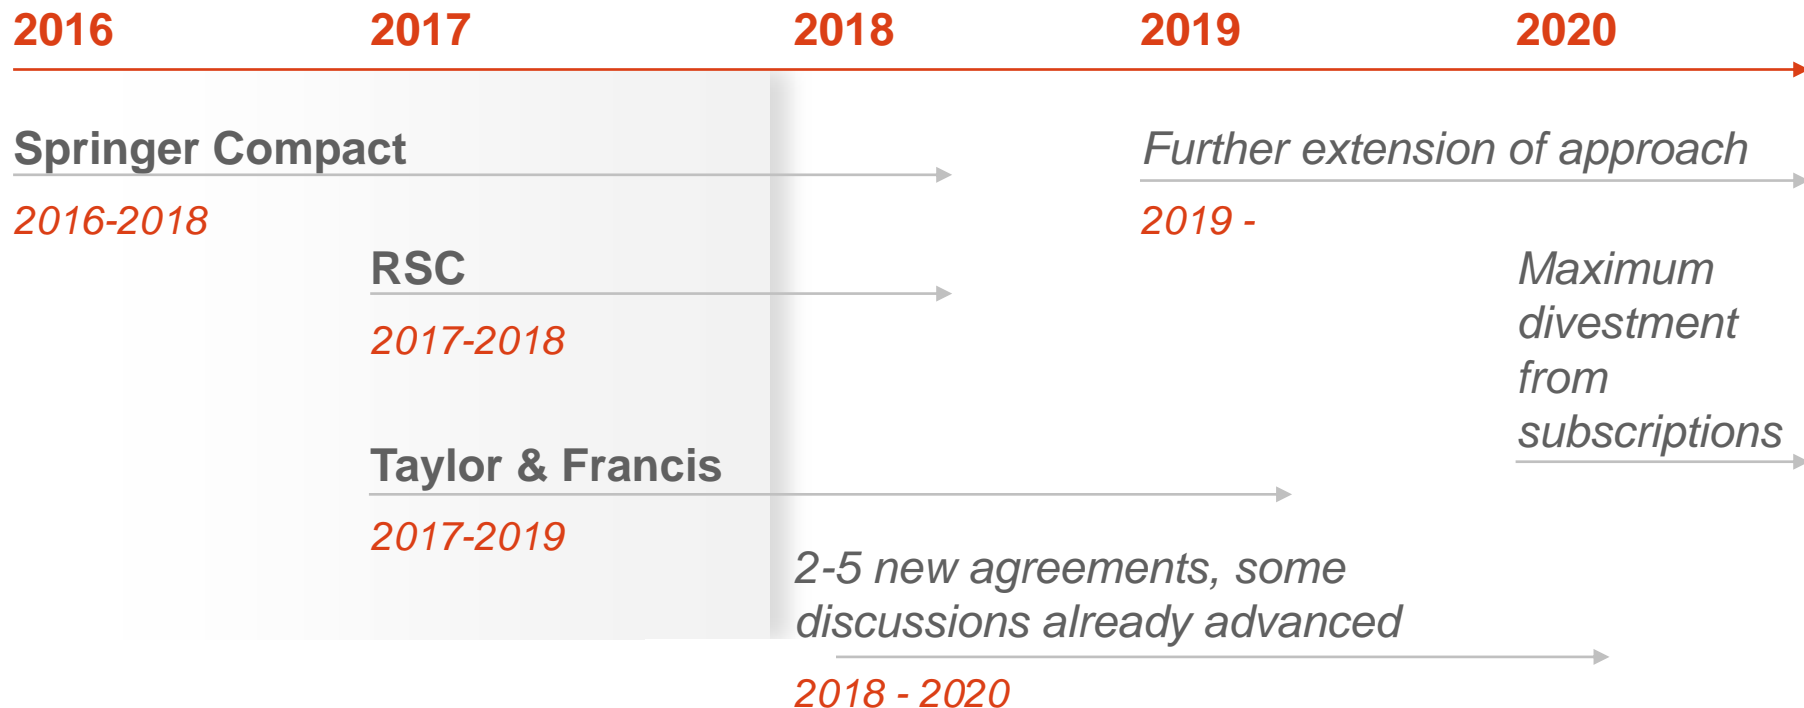 2016 2017 2018 2019 2020
Springer Compact
2016-2018
RSC
2017-2018
Taylor & Francis
2017-2019
2-5 new agreements, some
discussions already advanced
2018 - 2020
Further extension of approach
2019 -
Maximum
divestment
from
subscriptions